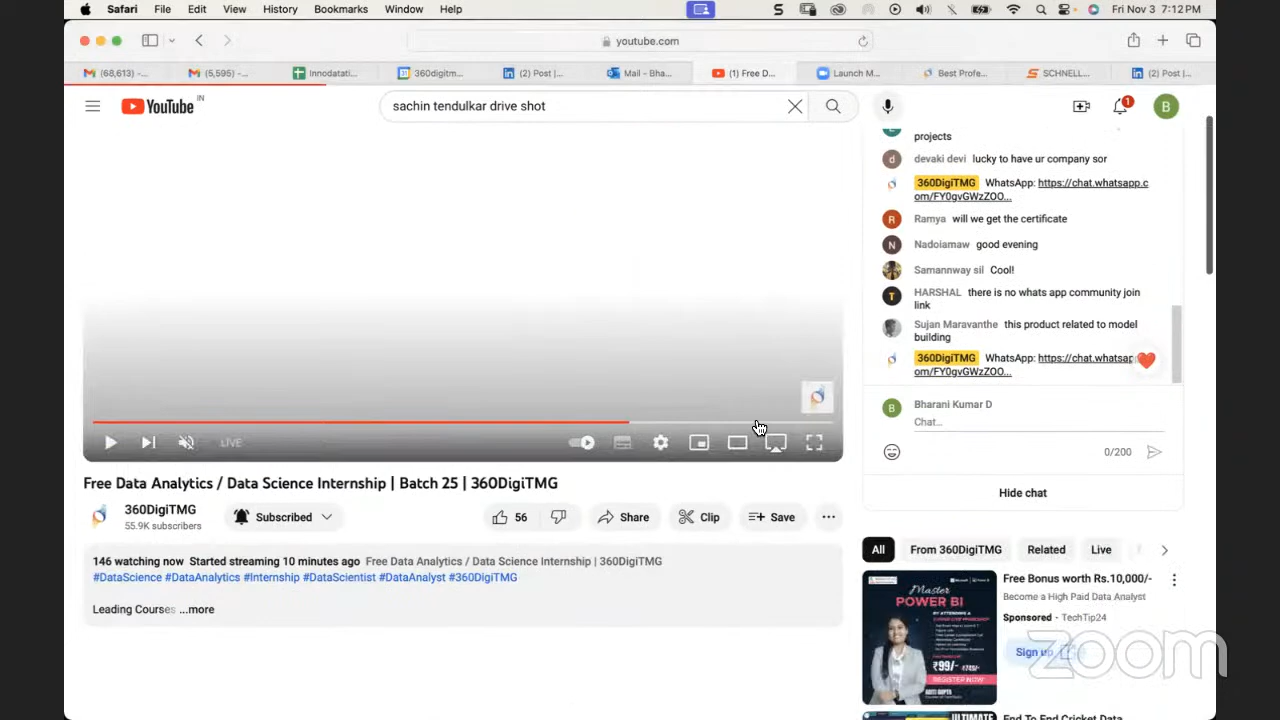 Safari File Edit View History Bookmarks Window Help Fri Nov 3 7:12 PM
youtube.com
(68,613) -... (5,595) -... Innodatati... 360digitm... (2) Post |... Mail - Bha... (1) Free D... Launch M... Best Profe... SCHNELL... (2) Post |...
YouTube IN sachin tendulkar drive shot 1 B
projects
devaki devi lucky to have ur company sor
360DigiTMG WhatsApp: https://chat.whatsapp.c
om/FY0gvGWzZOO...
R Ramya will we get the certificate
N Nadoiamaw good evening
Samannway sil Cool!
HARSHAL there is no whats app community join
link
Sujan Maravanthe this product related to model
building
360DigiTMG WhatsApp: https://chat.whatsap
om/FY0gvGWzZOO...
B Bharani Kumar D
Chat...
0/200
Hide chat
LIVE
Free Data Analytics / Data Science Internship | Batch 25 | 360DigiTMG
360DigiTMG
55.9K subscribers
Subscribed 56 Share Clip Save
146 watching now Started streaming 10 minutes ago Free Data Analytics / Data Science Internship | 360DigiTMG
#DataScience #DataAnalytics #Internship #DataScientist #DataAnalyst #360DigiTMG
Leading Courses ...more
All From 360DigiTMG Related Live
Master
POWER BI
₹99/-
REGISTER NOW
ADITI GUPTA
Free Bonus worth Rs.10,000/-
Become a High Paid Data Analyst
Sponsored · TechTip24
Sign up
zoom
ULTIMATE
End To End Cricket Data